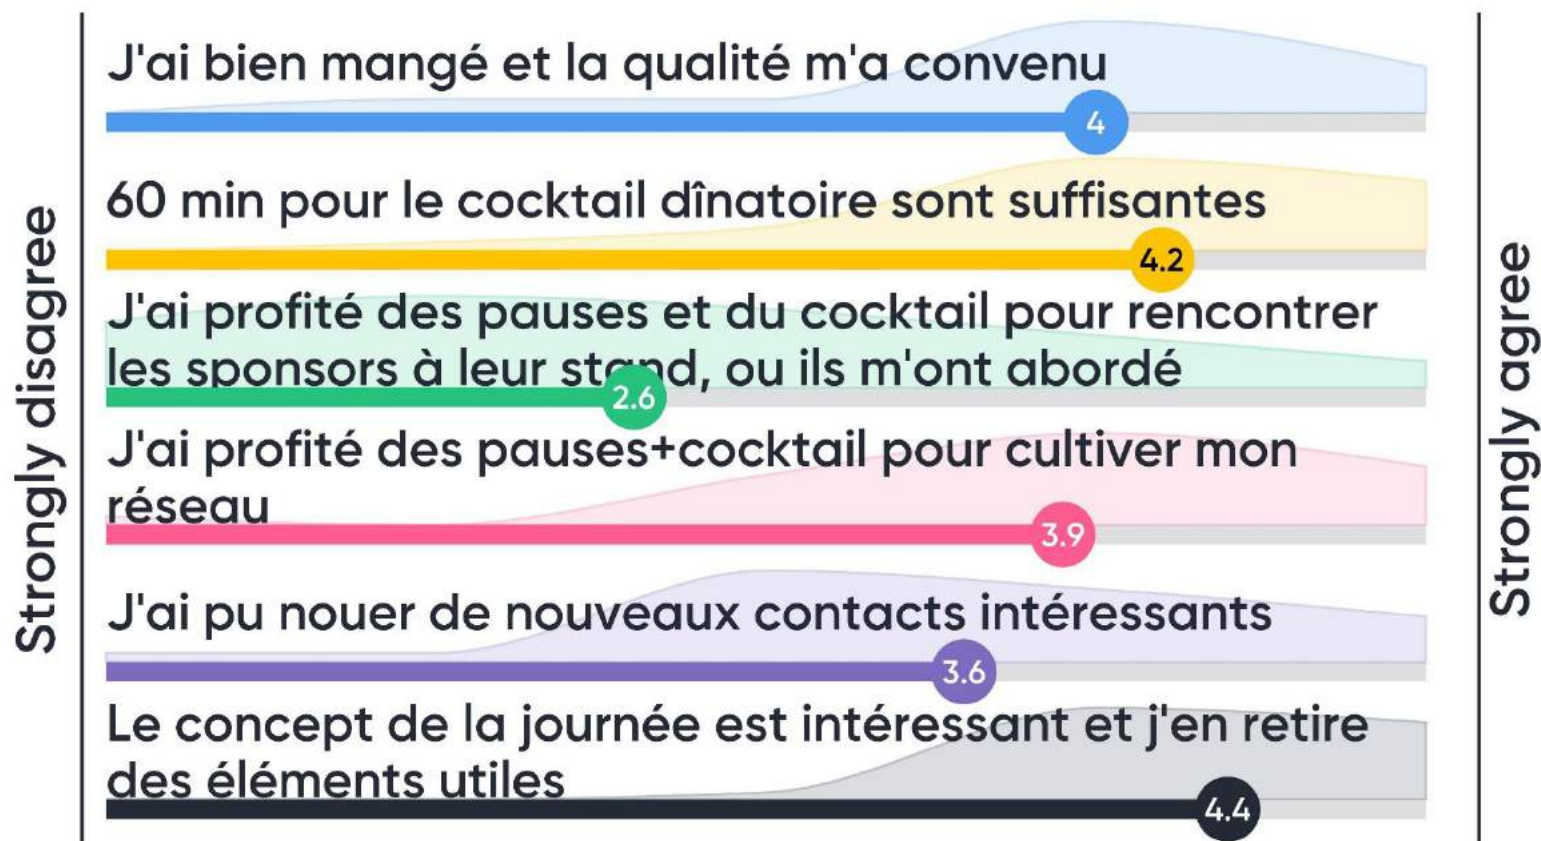 Strongly disagree
J'ai bien mangé et la qualité m'a convenu
4
60 min pour le cocktail dînatoire sont suffisantes
4.2
J'ai profité des pauses et du cocktail pour rencontrer
les sponsors à leur stand, ou ils m'ont abordé
2.6
J'ai profité des pauses+cocktail pour cultiver mon
réseau
3.9
J'ai pu nouer de nouveaux contacts intéressants
3.6
Le concept de la journée est intéressant et j'en retire
des éléments utiles
4.4
Strongly agree